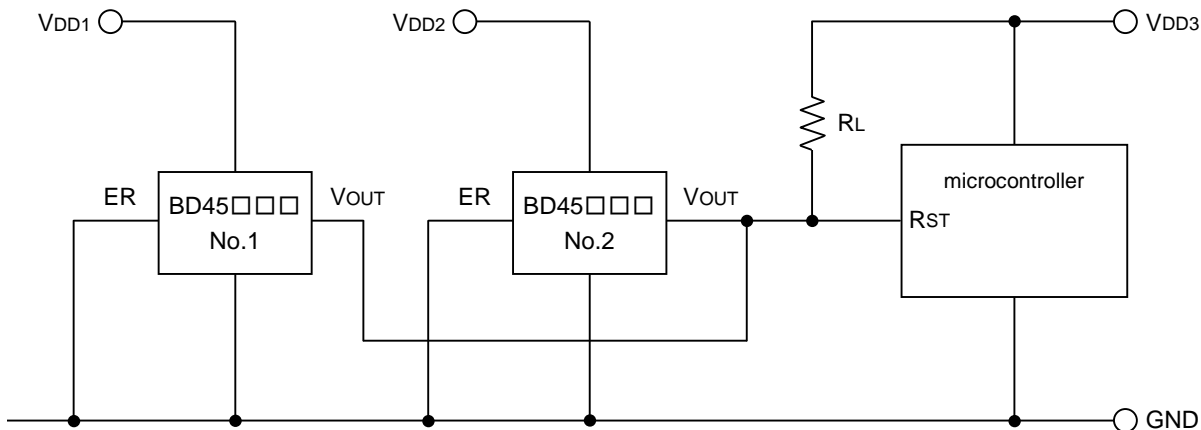 VDD1
VDD2
VDD3
RL
microcontroller
ER
BD45□□□
No.1
VOUT
ER
BD45□□□
No.2
VOUT
RST
GND